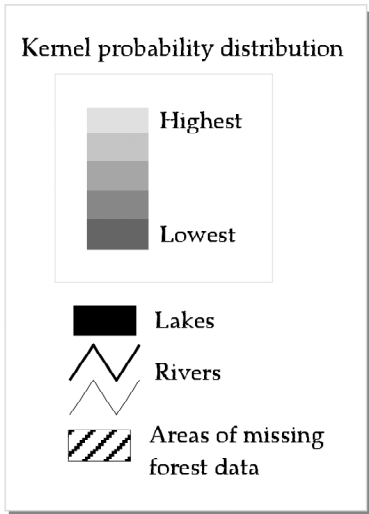 Kernel probability distribution
Highest
Lowest
Lakes
Rivers
Areas of missing
forest data